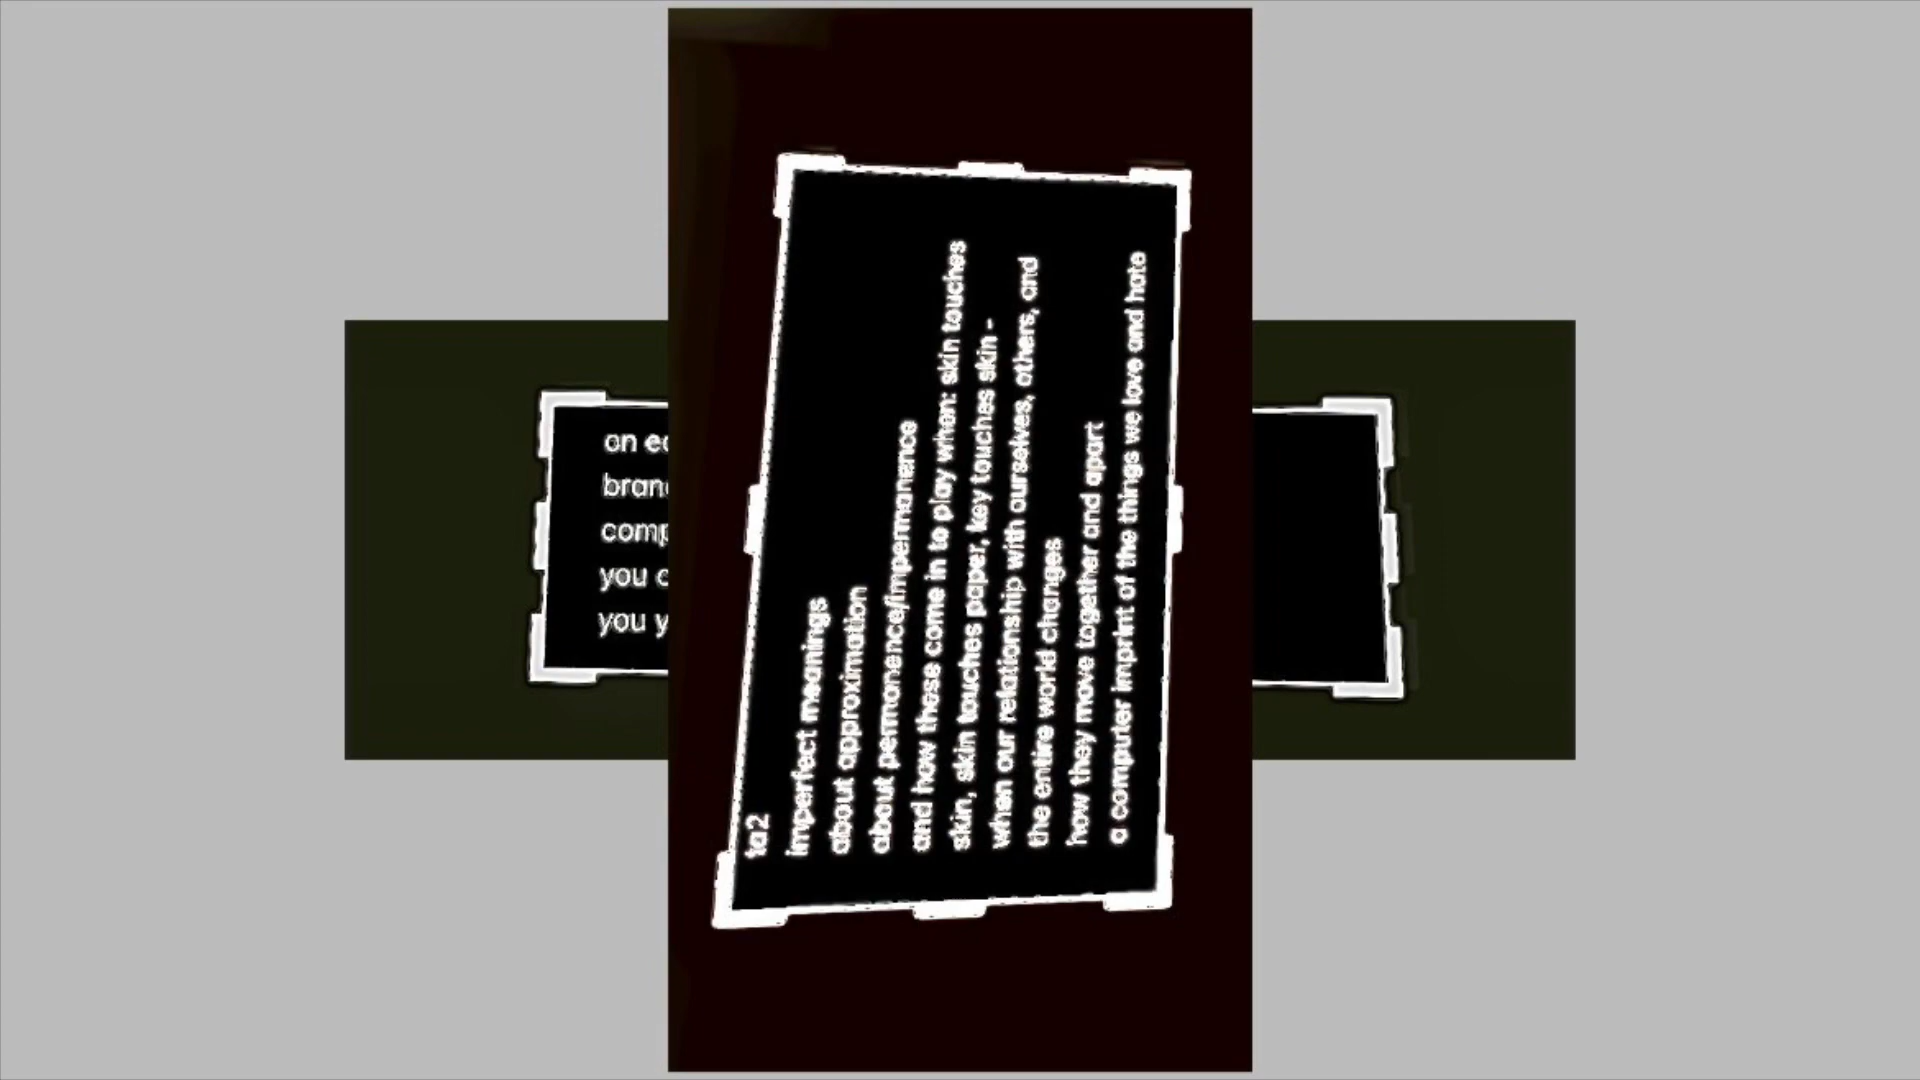 ta2
imperfect meanings
about approximation
about permanence/impermanence
and how these come in to play when: skin touches
skin, skin touches paper, key touches skin -
when our relationship with ourselves, others, and
the entire world changes
how they move together and apart
a computer imprint of the things we love and hate
on
you
you